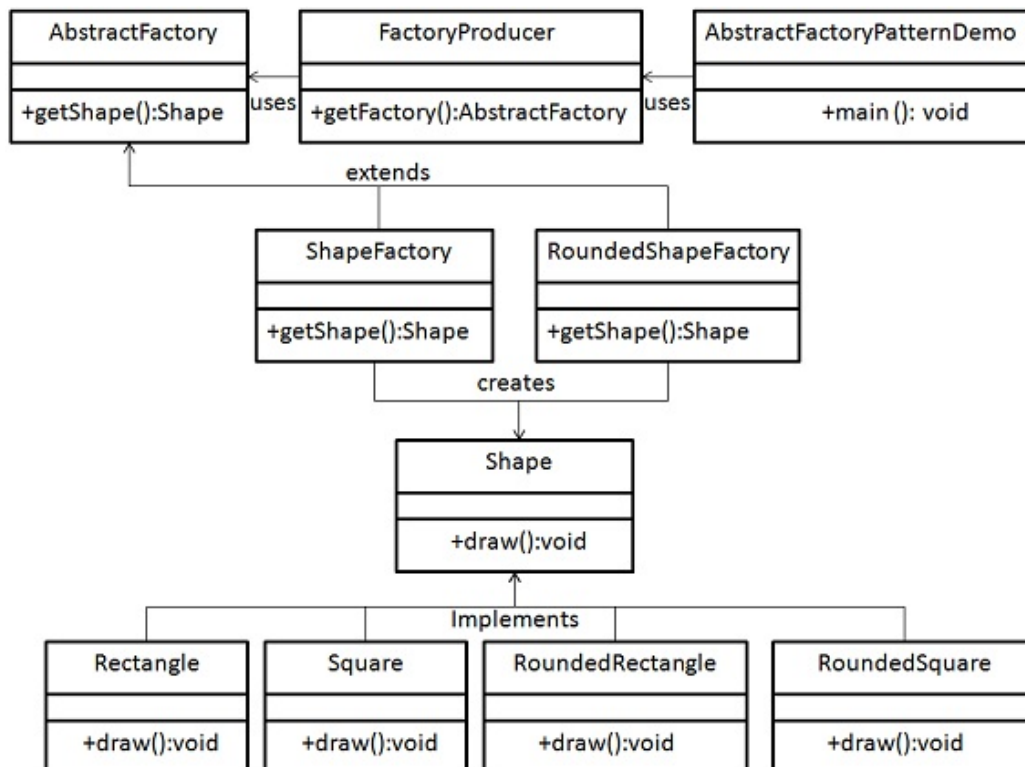 AbstractFactory
+getShape():Shape
uses
FactoryProducer
+getFactory():AbstractFactory
uses
AbstractFactoryPatternDemo
+main (): void
extends
ShapeFactory
+getShape():Shape
RoundedShapeFactory
+getShape():Shape
creates
Shape
+draw():void
Implements
Rectangle
+draw():void
Square
+draw():void
RoundedRectangle
+draw():void
RoundedSquare
+draw():void